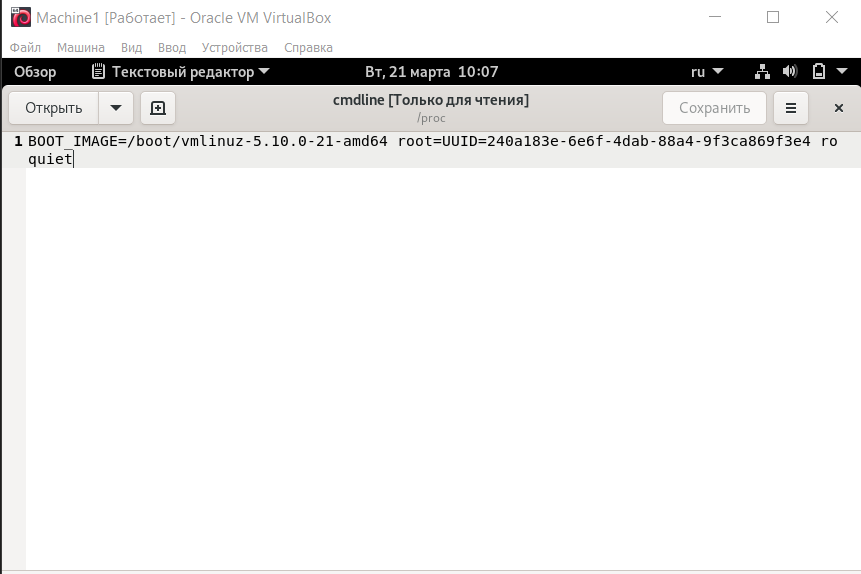 Machine1 [Работает] - Oracle VM VirtualBox
Файл Машина Вид Ввод Устройства Справка
Обзор Текстовый редактор Вт, 21 марта 10:07 ru
Открыть cmdline [Только для чтения] Сохранить
/proc
1 BOOT_IMAGE=/boot/vmlinuz-5.10.0-21-amd64 root=UUID=240a183e-6e6f-4dab-88a4-9f3ca869f3e4 ro
quiet